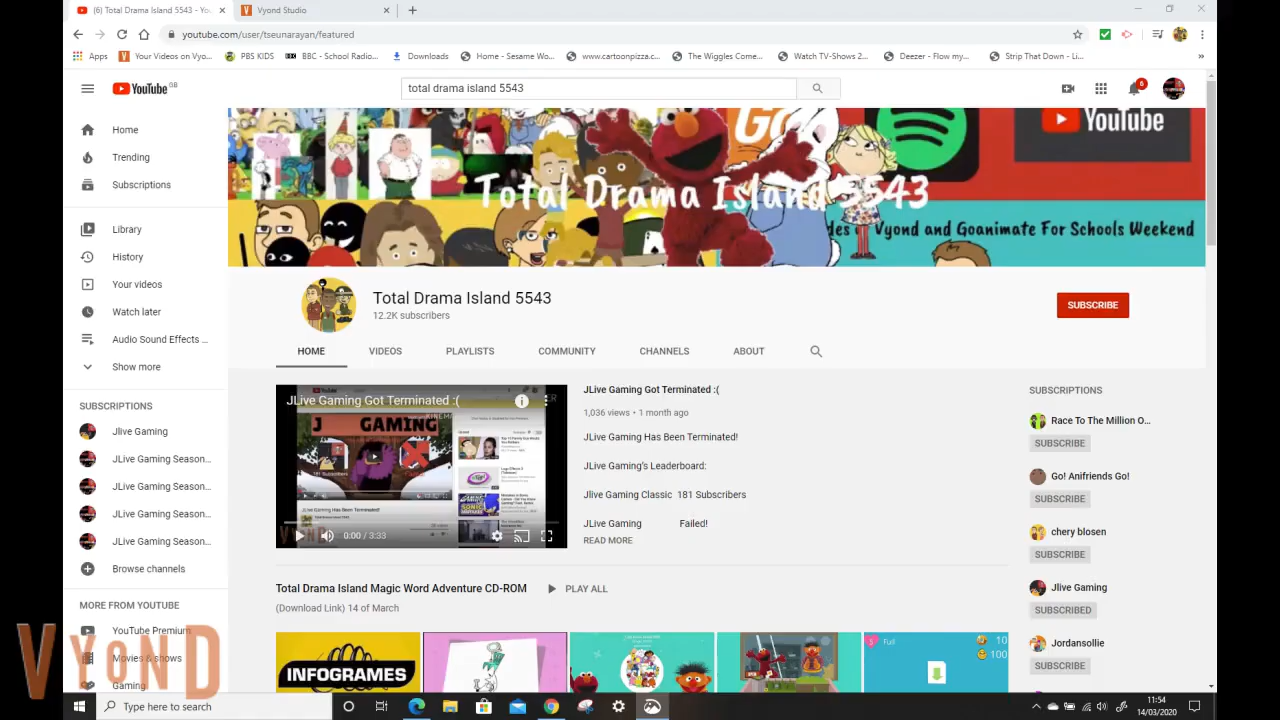 (6) Total Drama Island 5543 - Yo...
Vyond Studio
youtube.com/user/tseunarayan/featured
Apps
Your Videos on Vyo...
PBS KIDS
BBC - School Radio...
Downloads
Home - Sesame Wo...
www.cartoonpizza.c...
The Wiggles Come...
Watch TV-Shows 2...
Deezer - Flow my...
Strip That Down - Li...
YouTube GB
total drama island 5543
6
Home
Trending
Subscriptions
Library
History
Your videos
Watch later
Audio Sound Effects ...
Show more
SUBSCRIPTIONS
Jlive Gaming
JLive Gaming Season...
JLive Gaming Season...
JLive Gaming Season...
JLive Gaming Season...
Browse channels
MORE FROM YOUTUBE
YouTube Premium
Movies & shows
Gaming
Go!
YouTube
Total Drama Island 5543
des Vyond and Goanimate For Schools Weekend
Total Drama Island 5543
12.2K subscribers
SUBSCRIBE
HOME
VIDEOS
PLAYLISTS
COMMUNITY
CHANNELS
ABOUT
JLive Gaming Got Terminated :(
J GAMING
181 Subscribers
0:00 / 3:33
JLive Gaming Got Terminated :(
1,036 views • 1 month ago
JLive Gaming Has Been Terminated!
JLive Gaming's Leaderboard:
Jlive Gaming Classic 181 Subscribers
JLive Gaming Failed!
READ MORE
SUBSCRIPTIONS
Race To The Million O...
SUBSCRIBE
Go! Anifriends Go!
SUBSCRIBE
chery blosen
SUBSCRIBE
Jlive Gaming
SUBSCRIBED
Jordansollie
SUBSCRIBE
Total Drama Island Magic Word Adventure CD-ROM
PLAY ALL
(Download Link) 14 of March
INFOGRAMES
Full
10
100
VYOND
Type here to search
11:54
14/03/2020